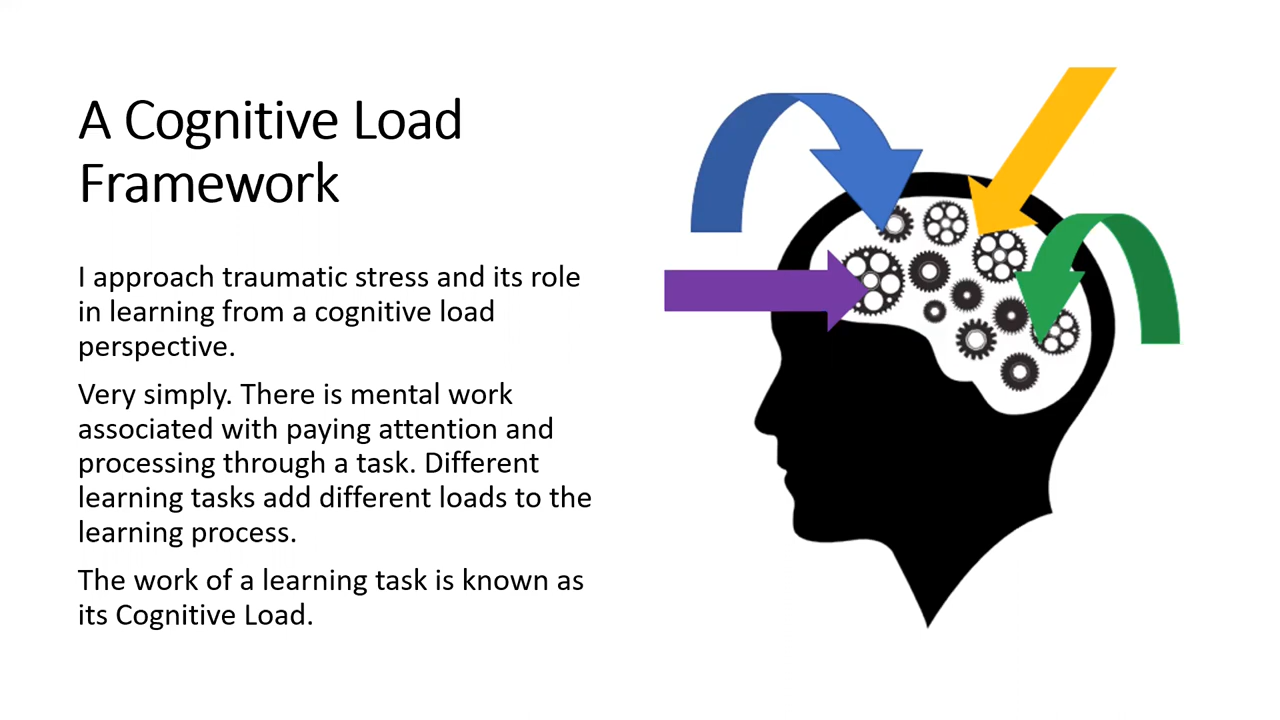 A Cognitive Load
Framework
I approach traumatic stress and its role
in learning from a cognitive load
perspective.
Very simply. There is mental work
associated with paying attention and
processing through a task. Different
learning tasks add different loads to the
learning process.
The work of a learning task is known as
its Cognitive Load.